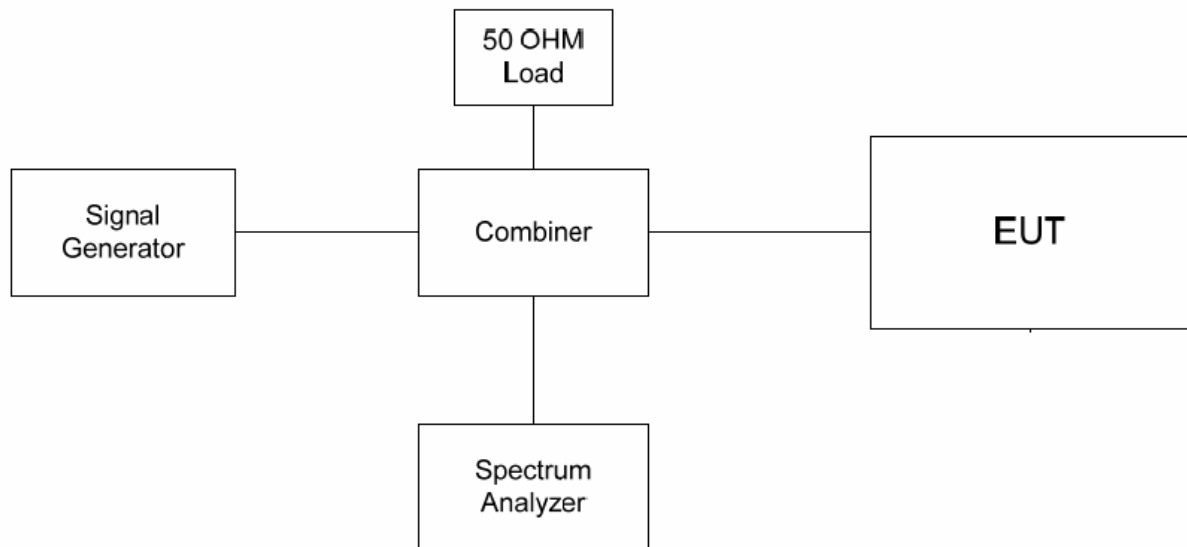 50 OHM
Load
Signal
Generator
Combiner
EUT
Spectrum
Analyzer